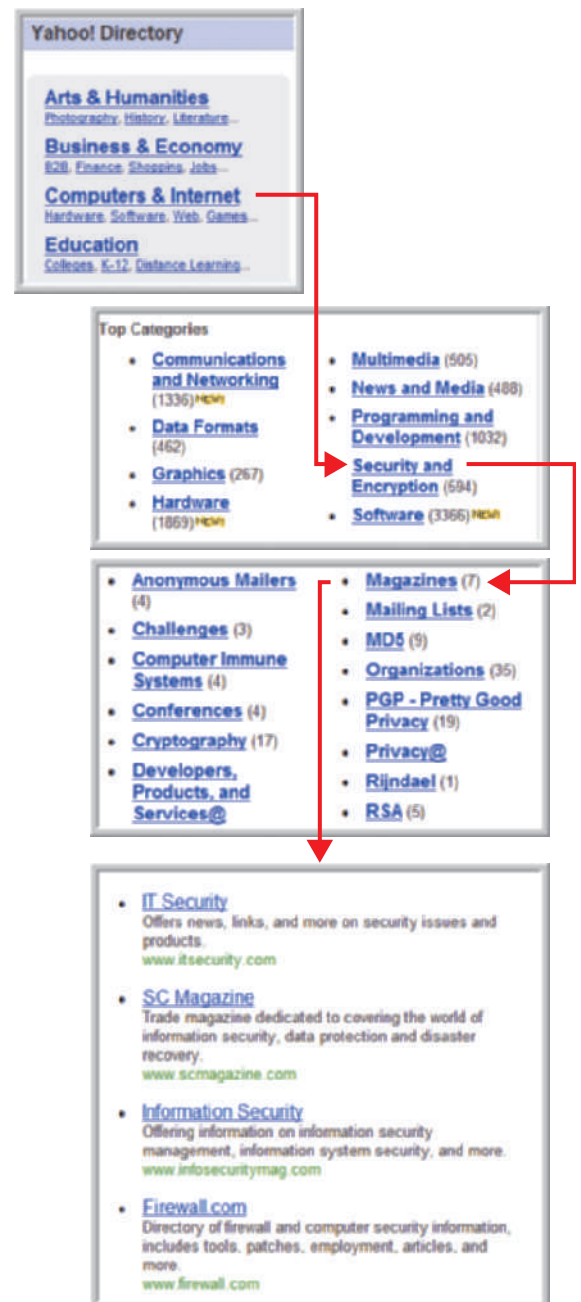 Yahoo! Directory
Arts & Humanities
Photography, History, Literature...
Business & Economy
B2B, Finance, Shopping, Jobs...
Computers & Internet
Hardware, Software, Web, Games...
Education
Colleges, K-12, Distance Learning...
Top Categories
• Communications
and Networking
(1336) NEW!
• Data Formats
(462)
• Graphics (267)
• Hardware
(1869) NEW!
• Multimedia (505)
• News and Media (488)
• Programming and
Development (1032)
• Security and
Encryption (594)
• Software (3366) NEW!
• Anonymous Mailers
(4)
• Challenges (3)
• Computer Immune
Systems (4)
• Conferences (4)
• Cryptography (17)
• Developers,
Products, and
Services@
• Magazines (7)
• Mailing Lists (2)
• MD5 (9)
• Organizations (35)
• PGP - Pretty Good
Privacy (19)
• Privacy@
• Rijndael (1)
• RSA (5)
• IT Security
Offers news, links, and more on security issues and
products.
www.itsecurity.com
• SC Magazine
Trade magazine dedicated to covering the world of
information security, data protection and disaster
recovery.
www.scmagazine.com
• Information Security
Offering information on information security
management, information system security, and more.
www.infosecuritymag.com
• Firewall.com
Directory of firewall and computer security information,
includes tools, patches, employment, articles, and
more.
www.firewall.com